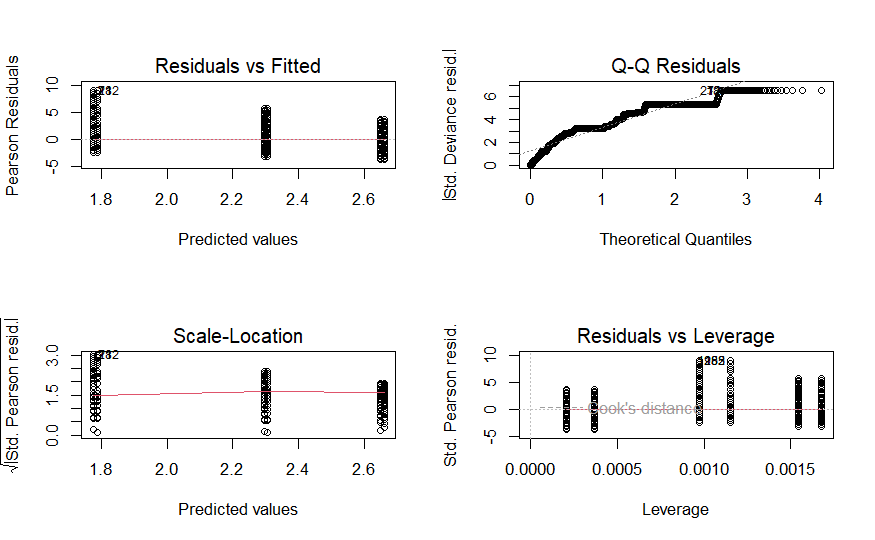 Residuals vs Fitted
Pearson Residuals
10
5
0
-5
1.8
2.0
2.2
2.4
2.6
Predicted values
Q-Q Residuals
|Std. Deviance resid.|
6
4
2
0
0
1
2
3
4
Theoretical Quantiles
Scale-Location
√|Std. Pearson resid.|
3.0
1.5
0.0
1.8
2.0
2.2
2.4
2.6
Predicted values
Residuals vs Leverage
Std. Pearson resid.
10
5
0
-5
Cook's distance
0.0000
0.0005
0.0010
0.0015
Leverage